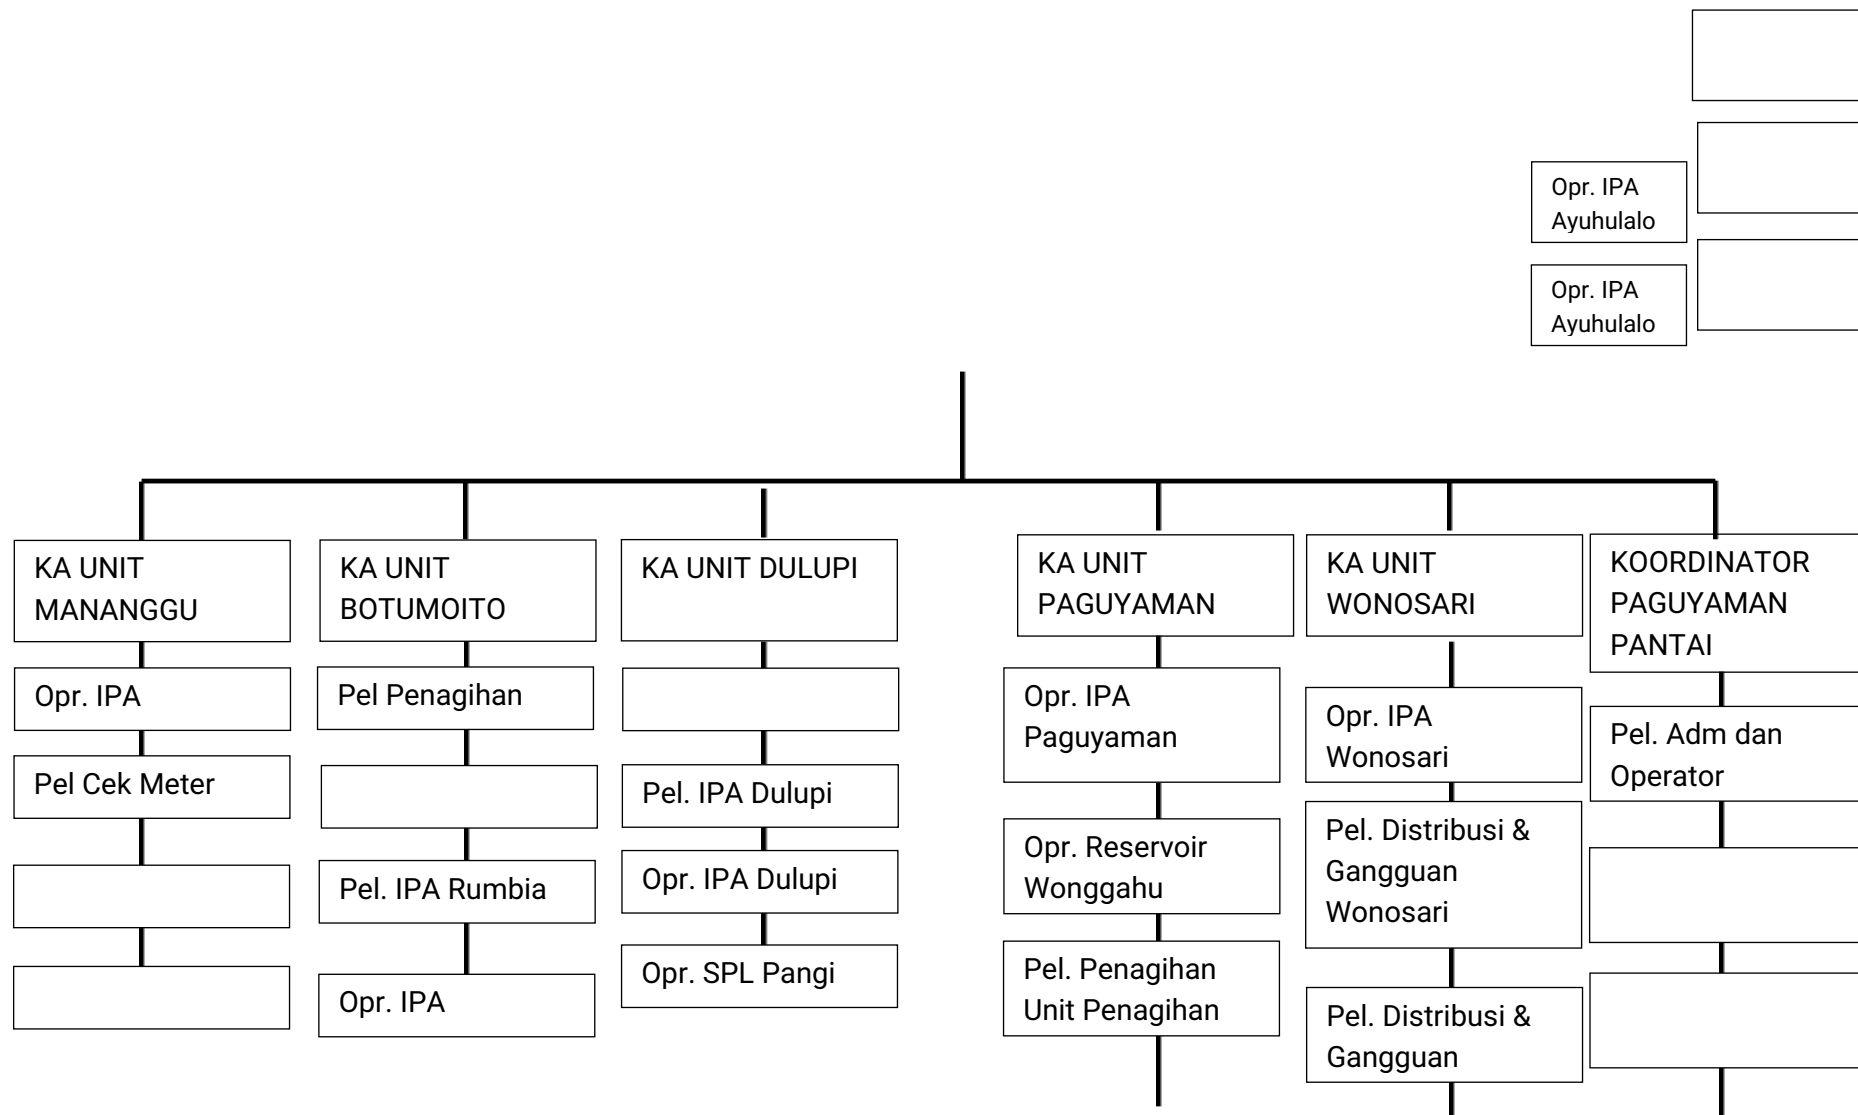 Opr. IPA
Ayuhulalo
Opr. IPA
Ayuhulalo
KA UNIT
MANANGGU
Opr. IPA
Pel Cek Meter
KA UNIT
BOTUMOITO
Pel Penagihan
Pel. IPA Rumbia
Opr. IPA
KA UNIT DULUPI
Pel. IPA Dulupi
Opr. IPA Dulupi
Opr. SPL Pangi
KA UNIT
PAGUYAMAN
Opr. IPA
Paguyaman
Opr. Reservoir
Wonggahu
Pel. Penagihan
Unit Penagihan
KA UNIT
WONOSARI
Opr. IPA
Wonosari
Pel. Distribusi &
Gangguan
Wonosari
Pel. Distribusi &
Gangguan
KOORDINATOR
PAGUYAMAN
PANTAI
Pel. Adm dan
Operator